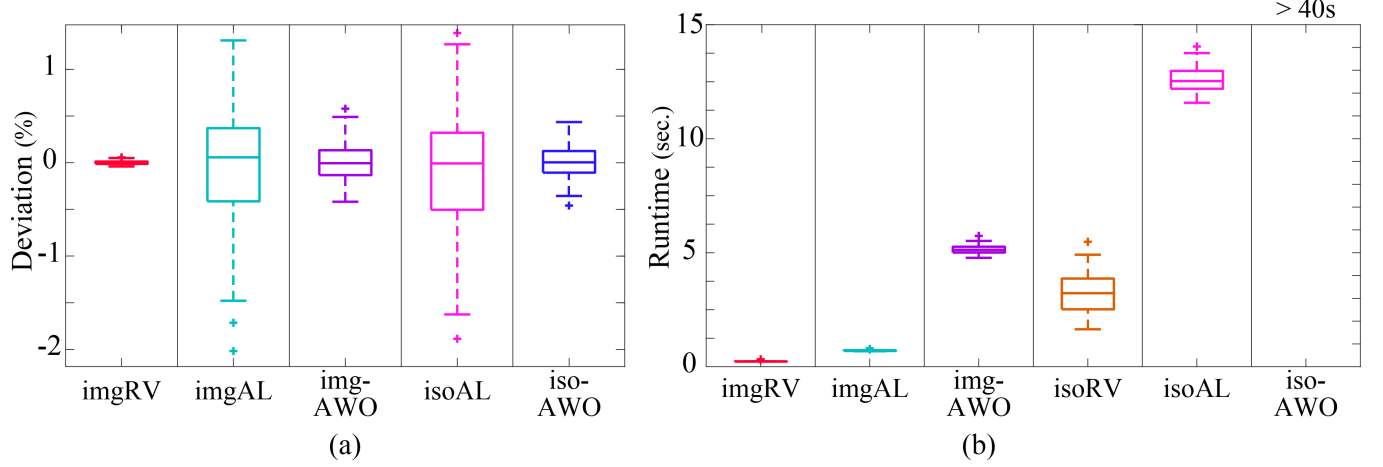 Deviation (%)
1
0
-1
-2
imgRV
imgAL
img-
AWO
isoAL
iso-
AWO
(a)
> 40s
Runtime (sec.)
15
10
5
0
imgRV
imgAL
img-
AWO
isoRV
isoAL
iso-
AWO
(b)